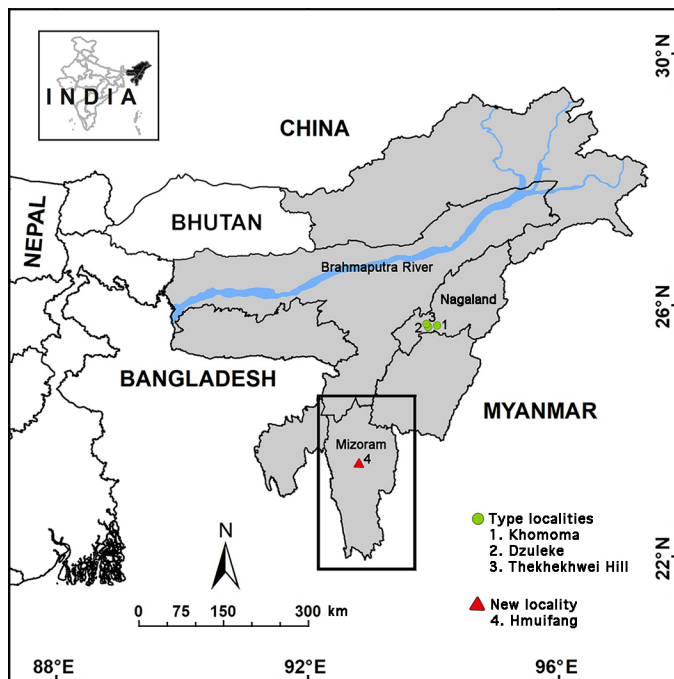 INDIA
CHINA
30°N
NEPAL
BHUTAN
Brahmaputra River
Nagaland
26°N
3
2
1
BANGLADESH
MYANMAR
Mizoram
4
Type localities
1. Khomoma
2. Dzuleke
3. Thekhekhwei Hill
22°N
N
0 75 150 300 km
New locality
4. Hmuifang
88°E
92°E
96°E